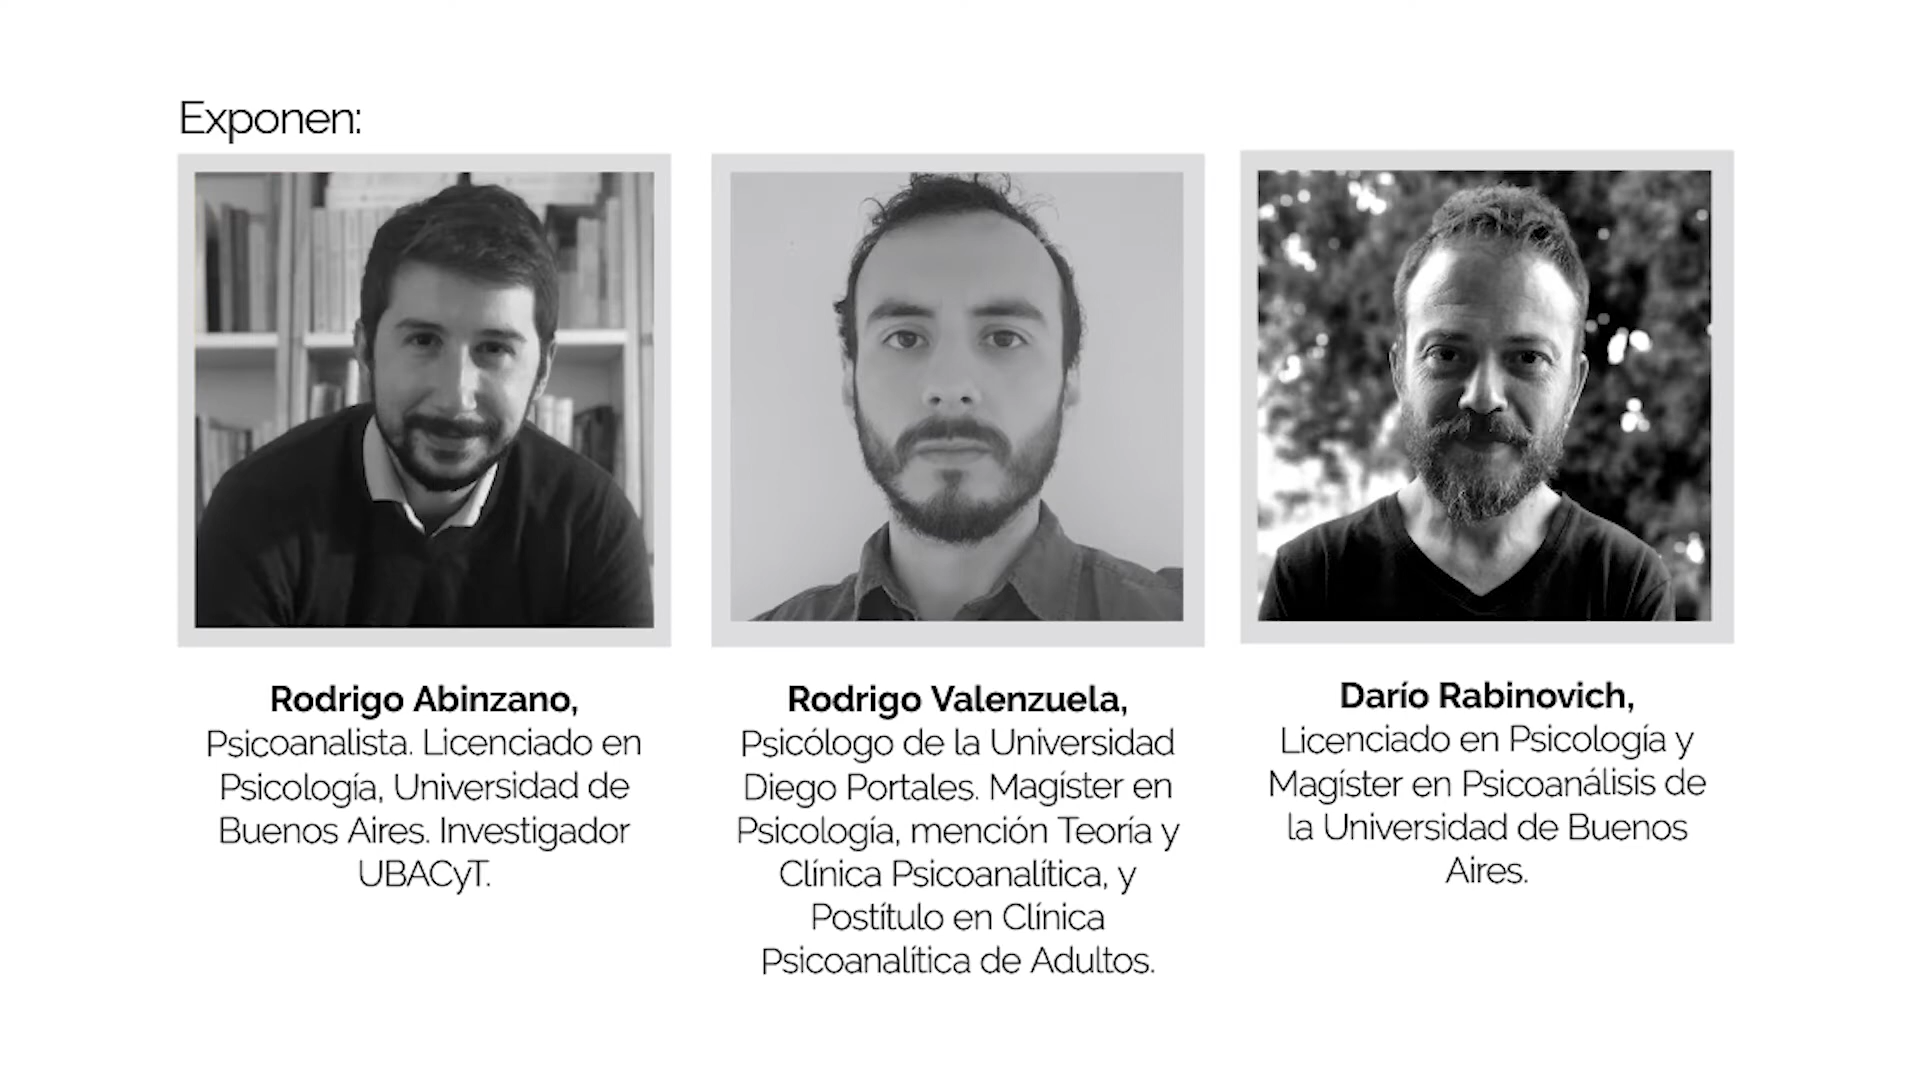 Exponen:
Rodrigo Abinzano,
Psicoanalista. Licenciado en
Psicología, Universidad de
Buenos Aires. Investigador
UBACyT.
Rodrigo Valenzuela,
Psicólogo de la Universidad
Diego Portales. Magíster en
Psicología, mención Teoría y
Clínica Psicoanalítica, y
Postítulo en Clínica
Psicoanalítica de Adultos.
Darío Rabinovich,
Licenciado en Psicología y
Magíster en Psicoanálisis de
la Universidad de Buenos
Aires.